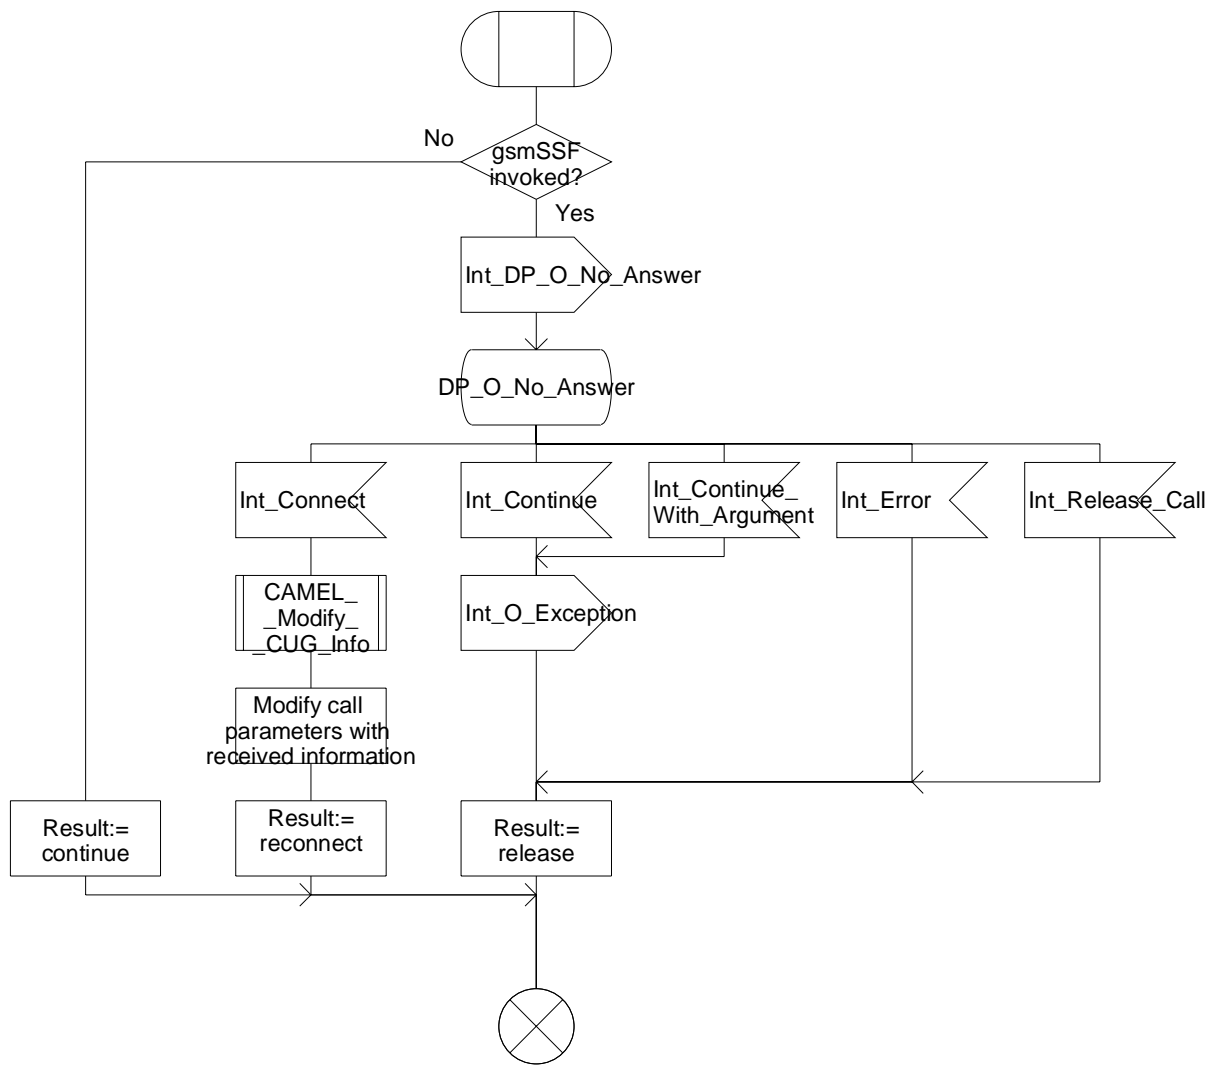 No
gsmSSF
invoked?
Yes
Int_DP_O_No_Answer
DP_O_No_Answer
Int_Connect
Int_Continue
Int_Continue_
With_Argument
Int_Error
Int_Release_Call
CAMEL_
_Modify_
_CUG_Info
Int_O_Exception
Modify call
parameters with
received information
Result:=
continue
Result:=
reconnect
Result:=
release